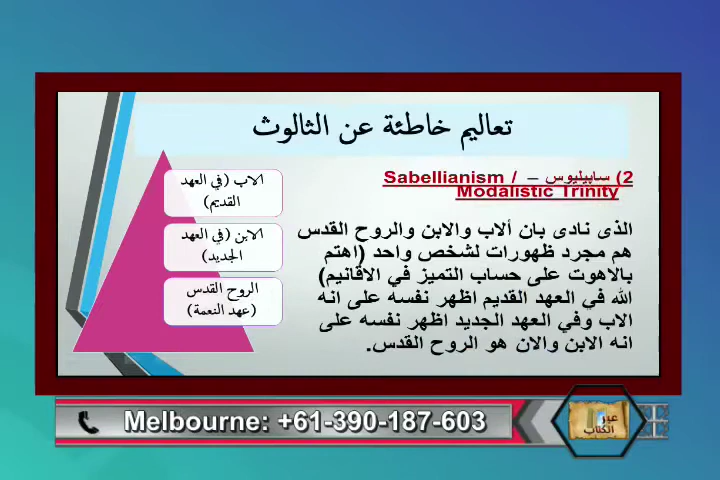 تعاليم خاطئة عن الثالوث
2) سابيليوس – / Sabellianism
Modalistic Trinity
الذى نادى بان ألاب والابن والروح القدس
هم مجرد ظهورات لشخص واحد (اهتم
بالاهوت على حساب التميز في الاقانيم)
الله في العهد القديم اظهر نفسه على انه
الاب وفي العهد الجديد اظهر نفسه على
انه الابن والان هو الروح القدس.
الاب (في العهد
القديم)
الابن (في العهد
الجديد)
الروح القدس
(عهد النعمة)
Melbourne: +61-390-187-603
عبر
الكتاب